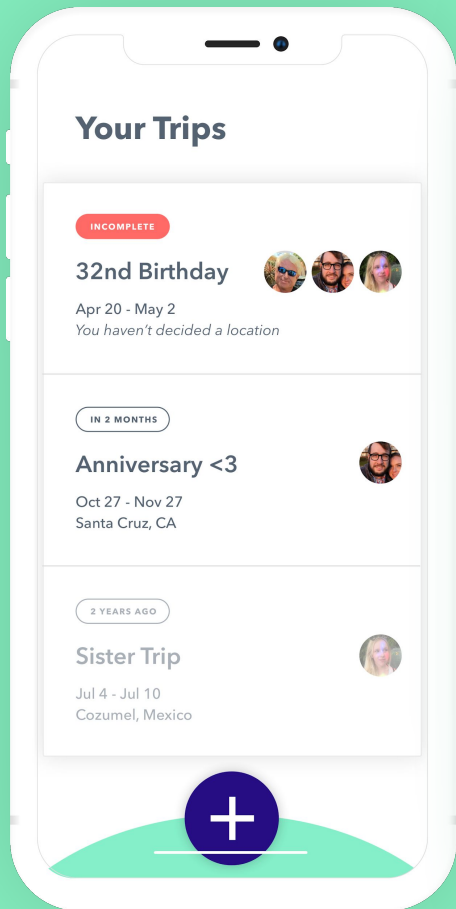 Your Trips
INCOMPLETE
32nd Birthday
Apr 20 - May 2
You haven't decided a location
IN 2 MONTHS
Anniversary <3
Oct 27 - Nov 27
Santa Cruz, CA
2 YEARS AGO
Sister Trip
Jul 4 - Jul 10
Cozumel, Mexico